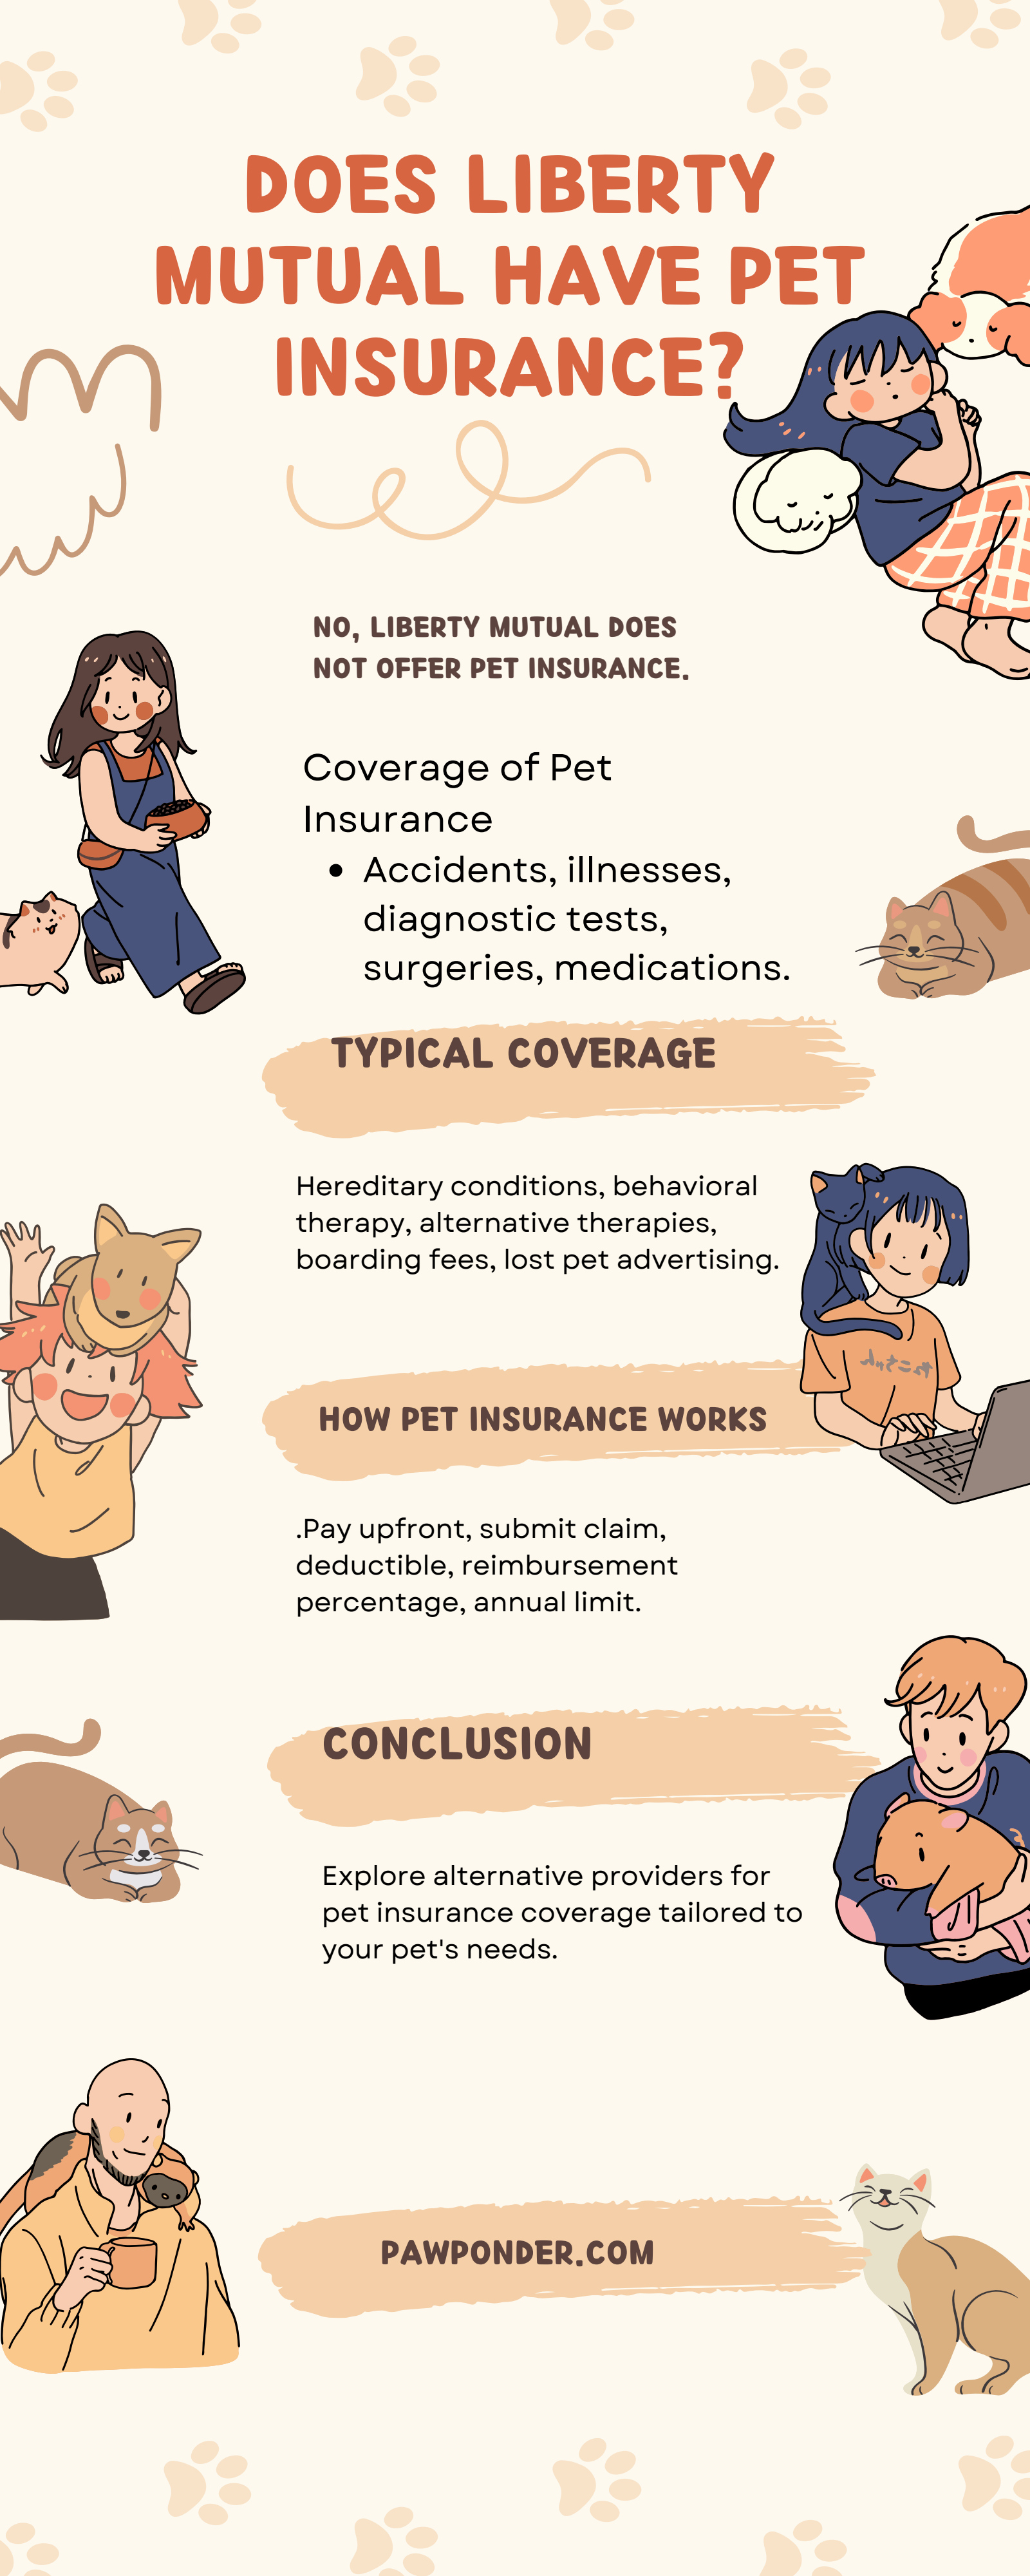 DOES LIBERTY
MUTUAL HAVE PET
INSURANCE?
NO, LIBERTY MUTUAL DOES
NOT OFFER PET INSURANCE.
Coverage of Pet
Insurance
• Accidents, illnesses,
diagnostic tests,
surgeries, medications.
TYPICAL COVERAGE
Hereditary conditions, behavioral
therapy, alternative therapies,
boarding fees, lost pet advertising.
HOW PET INSURANCE WORKS
.Pay upfront, submit claim,
deductible, reimbursement
percentage, annual limit.
CONCLUSION
Explore alternative providers for
pet insurance coverage tailored to
your pet's needs.
PAWPONDER.COM